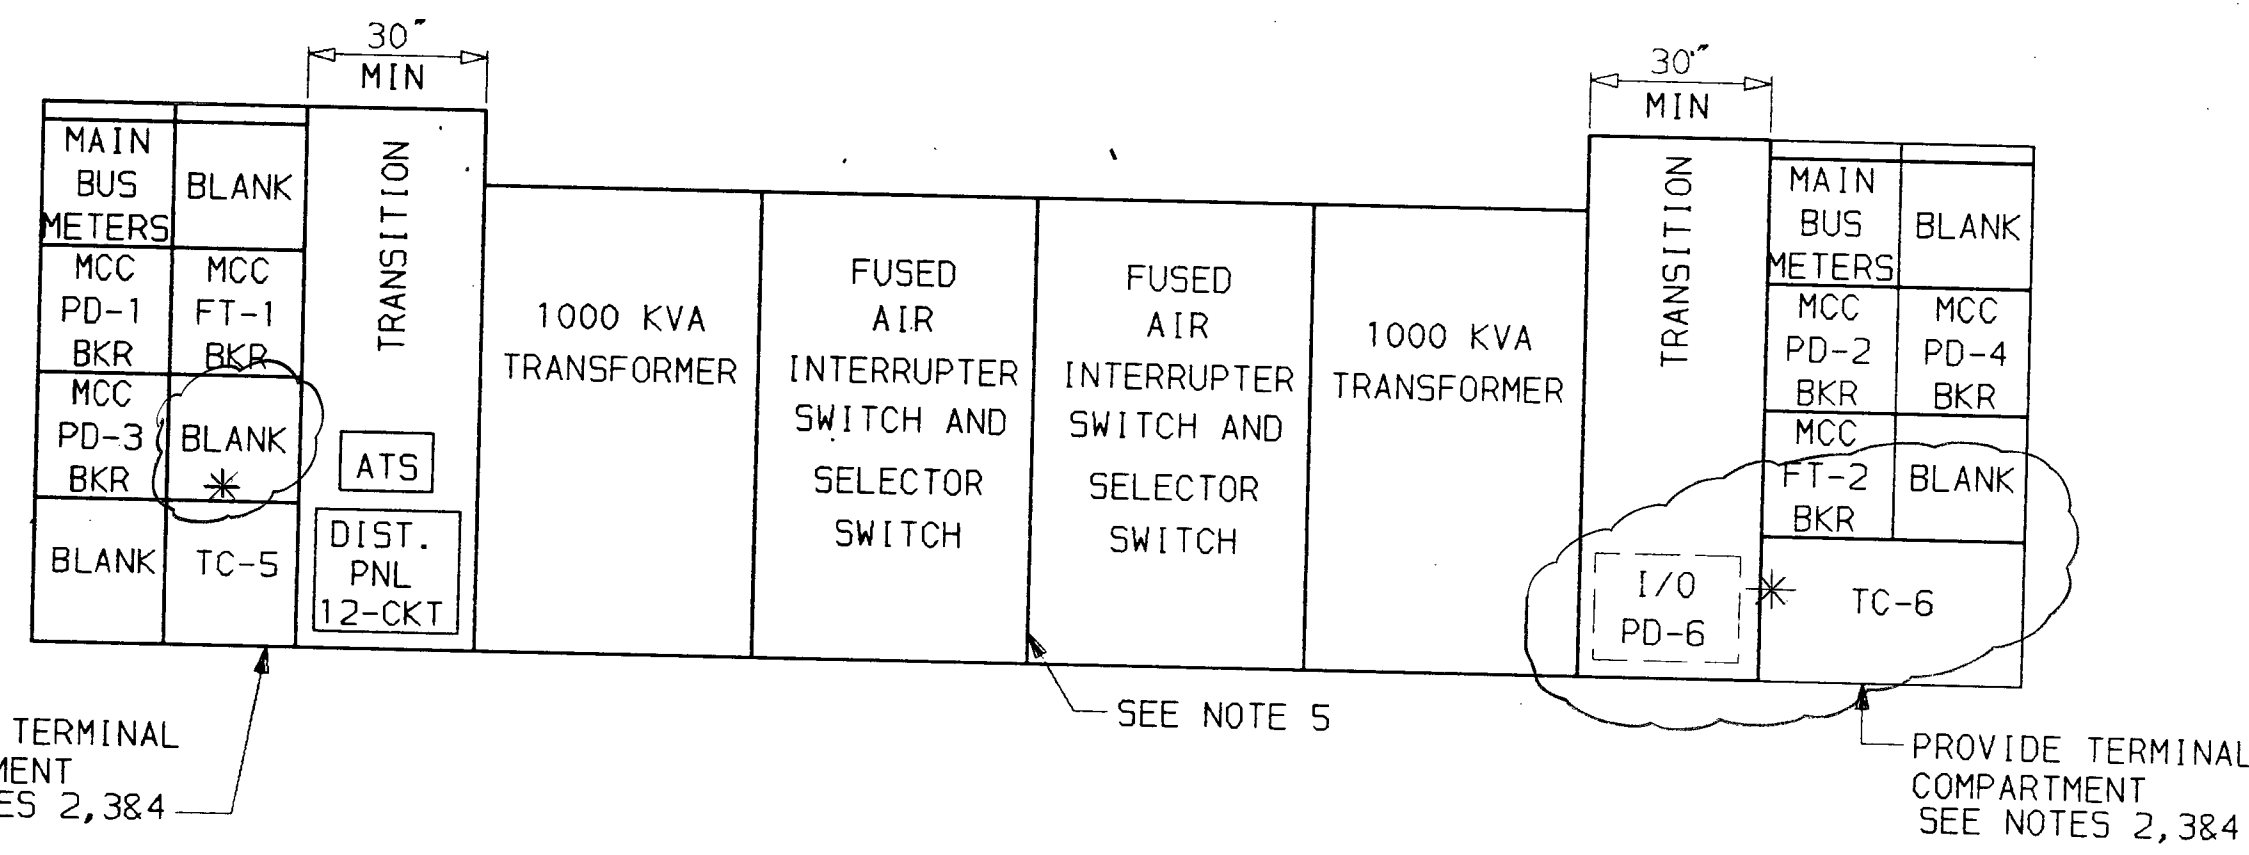 30"
MIN
30"
MIN
MAIN
BUS
METERS
BLANK
MCC
PD-1
BKR
MCC
FT-1
BKR
MCC
PD-3
BKR
BLANK
*
BLANK
TC-5
TRANSITION
ATS
DIST.
PNL
12-CKT
1000 KVA
TRANSFORMER
FUSED
AIR
INTERRUPTER
SWITCH AND
SELECTOR
SWITCH
FUSED
AIR
INTERRUPTER
SWITCH AND
SELECTOR
SWITCH
1000 KVA
TRANSFORMER
TRANSITION
I/O
PD-6
*
MAIN
BUS
METERS
BLANK
MCC
PD-2
BKR
MCC
PD-4
BKR
MCC
FT-2
BKR
BLANK
TC-6
TERMINAL
MENT
ES 2,3&4
SEE NOTE 5
PROVIDE TERMINAL
COMPARTMENT
SEE NOTES 2,3&4